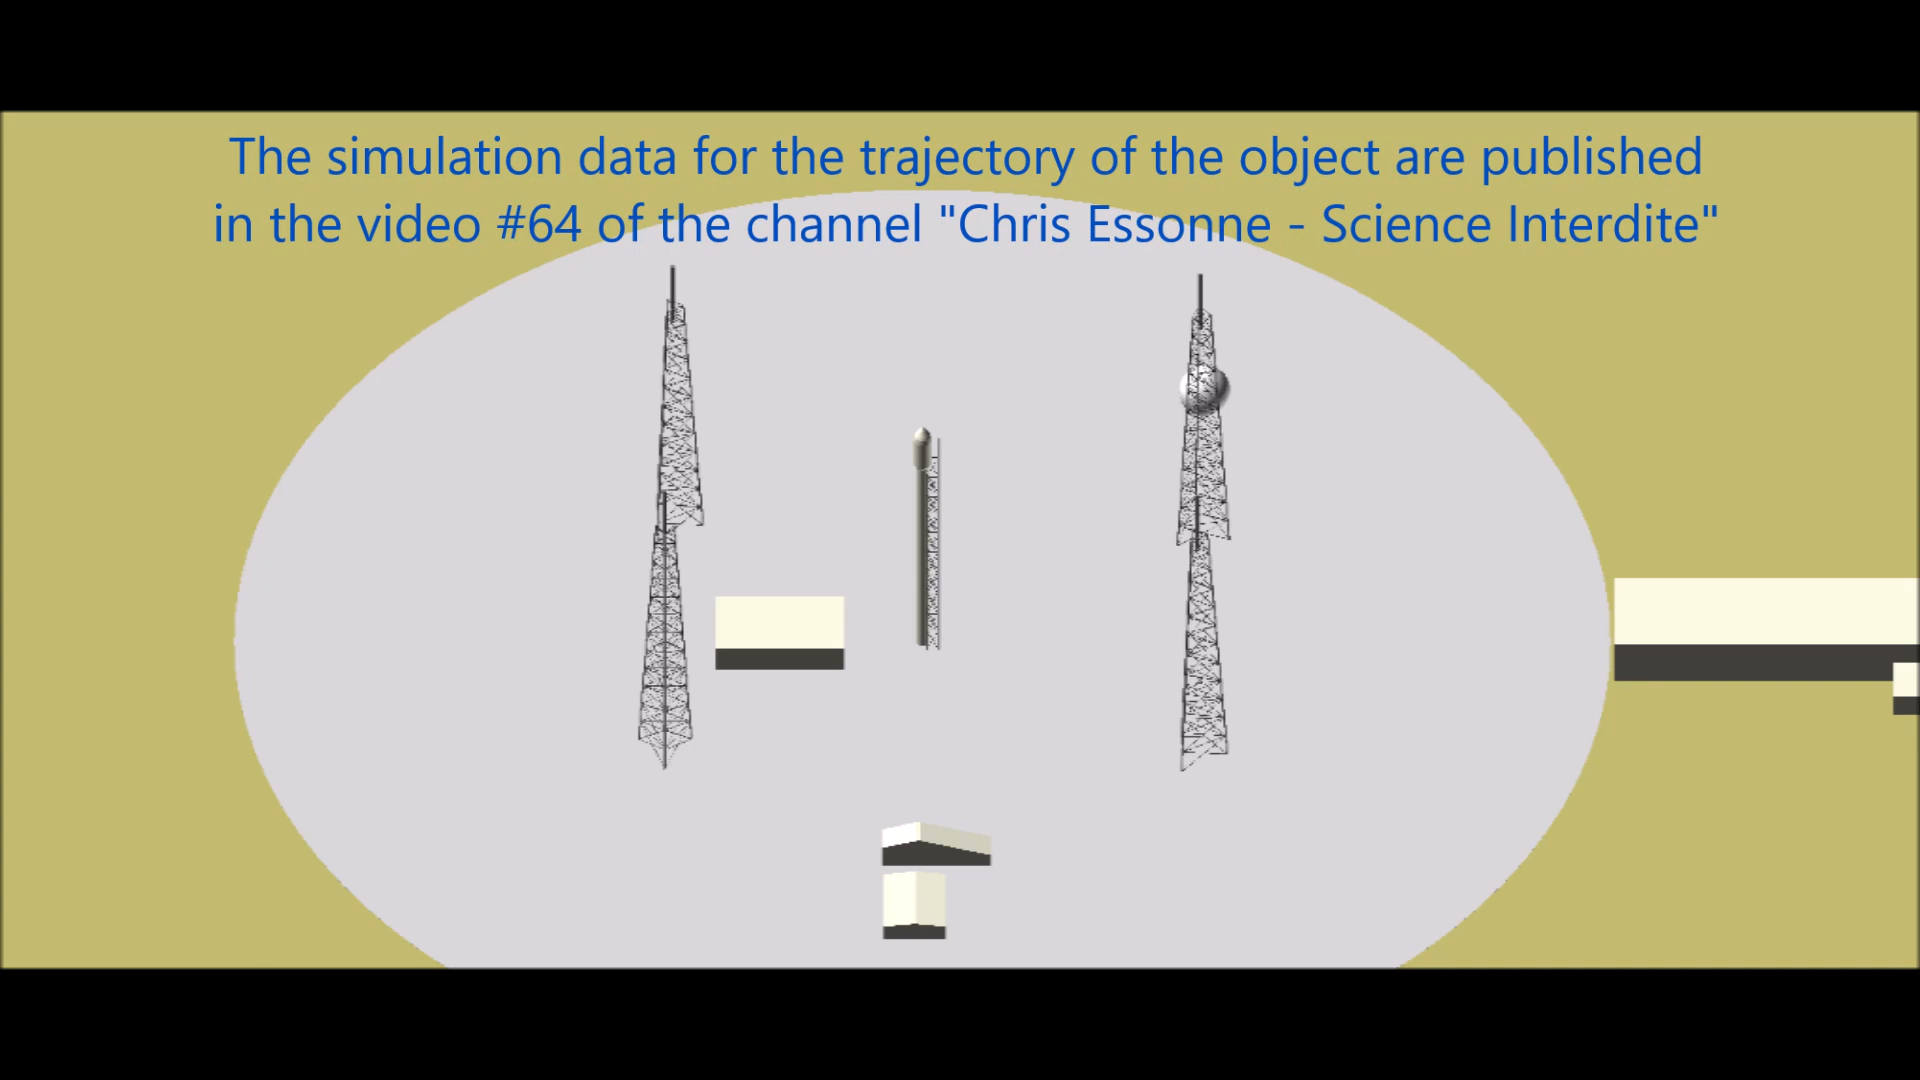 The simulation data for the trajectory of the object are published
in the video #64 of the channel "Chris Essonne - Science Interdite"